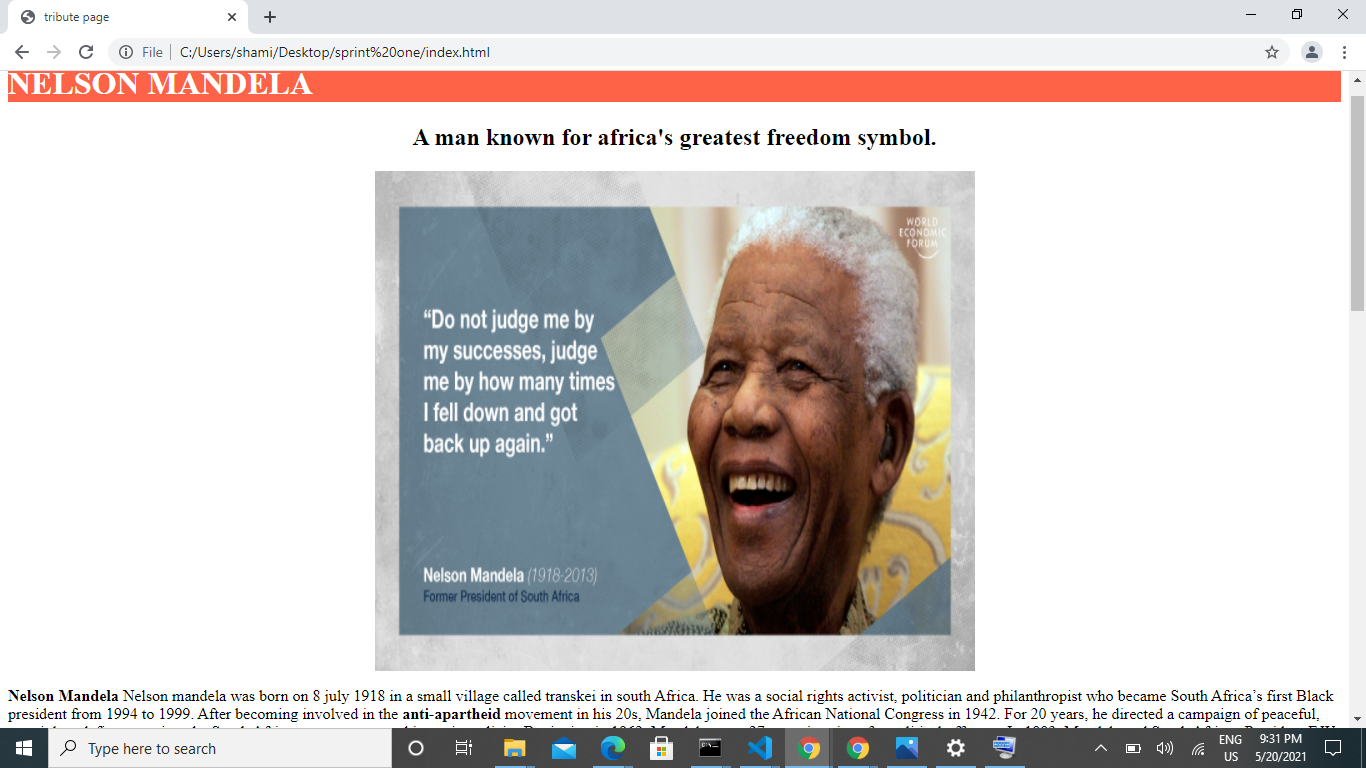 tribute page
File
C:/Users/shami/Desktop/sprint%20one/index.html
NELSON MANDELA
A man known for africa's greatest freedom symbol.
WORLD
ECONOMIC
FORUM
“Do not judge me by
my successes, judge
me by how many times
I fell down and got
back up again.”
Nelson Mandela (1918-2013)
Former President of South Africa
Nelson Mandela Nelson mandela was born on 8 july 1918 in a small village called transkei in south Africa. He was a social rights activist, politician and philanthropist who became South Africa’s first Black
president from 1994 to 1999. After becoming involved in the anti-apartheid movement in his 20s, Mandela joined the African National Congress in 1942. For 20 years, he directed a campaign of peaceful,
Type here to search
ENG
US
9:31 PM
5/20/2021